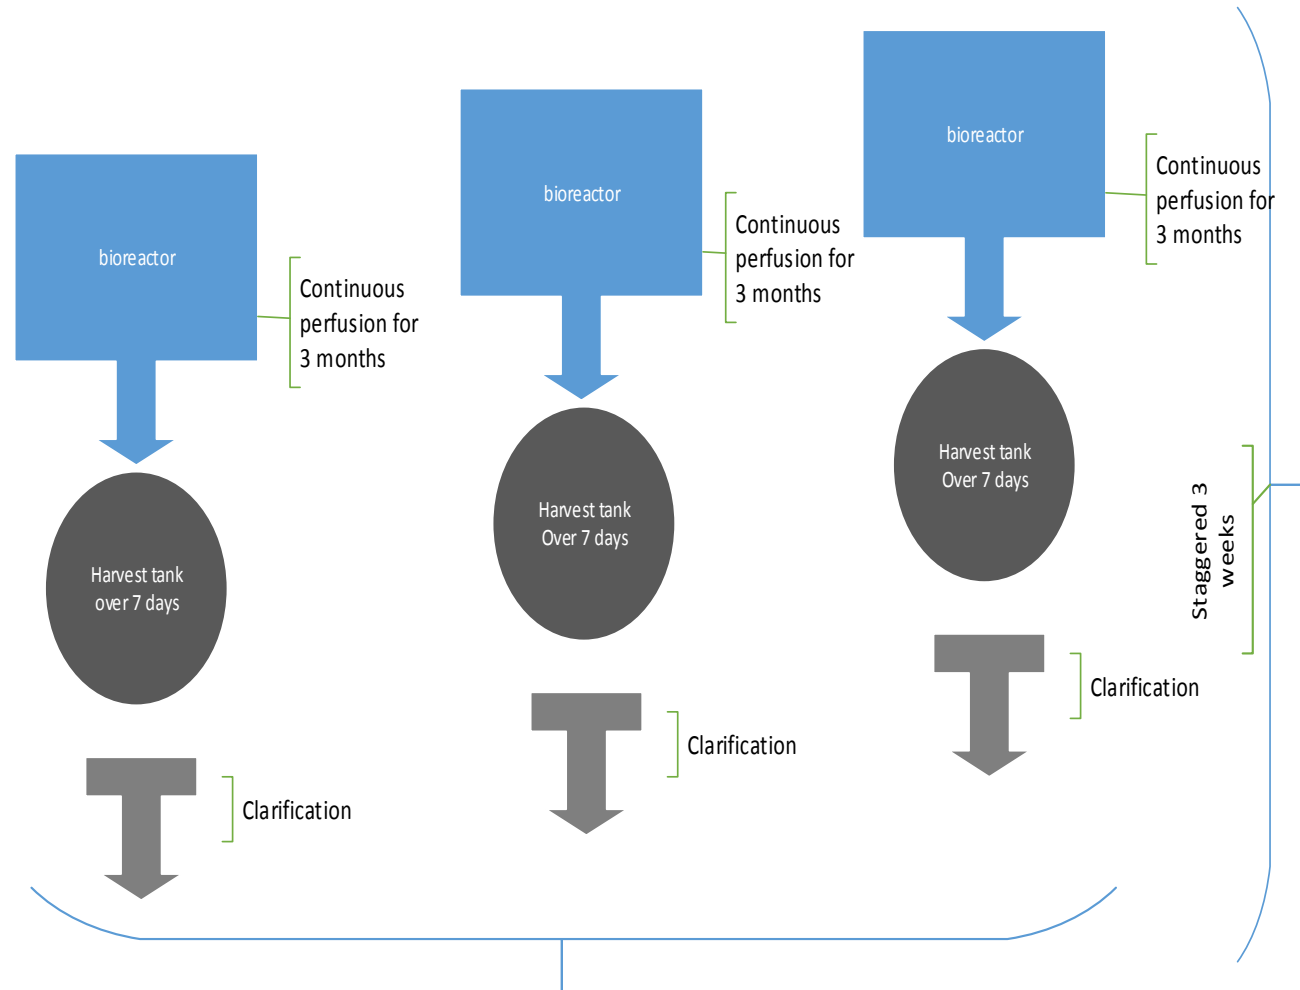 bioreactor
Continuous
perfusion for
3 months
Harvest tank
over 7 days
Clarification
bioreactor
Continuous
perfusion for
3 months
Harvest tank
Over 7 days
Clarification
bioreactor
Continuous
perfusion for
3 months
Harvest tank
Over 7 days
Clarification
Staggered 3
weeks